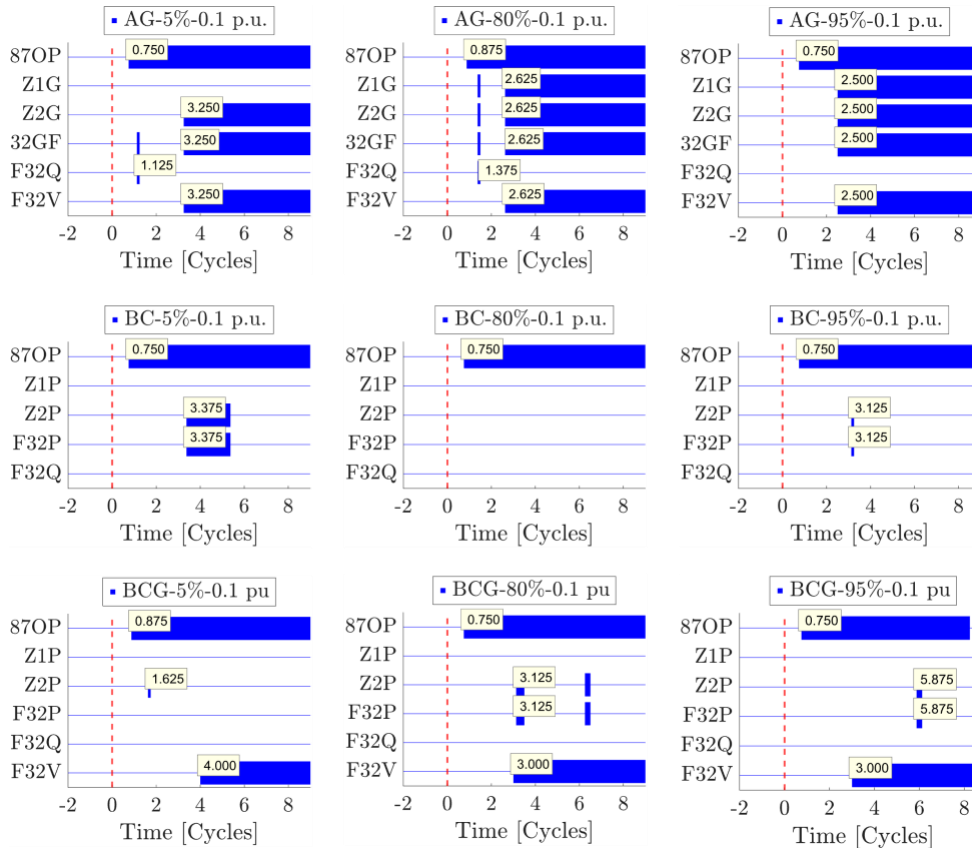 AG-5%-0.1 p.u.
87OP
0.750
Z1G
Z2G
3.250
32GF
3.250
F32Q
1.125
F32V
3.250
-2 0 2 4 6 8
Time [Cycles]
AG-80%-0.1 p.u.
87OP
0.875
Z1G
2.625
Z2G
2.625
32GF
2.625
F32Q
1.375
F32V
2.625
-2 0 2 4 6 8
Time [Cycles]
AG-95%-0.1 p.u.
87OP
0.750
Z1G
2.500
Z2G
2.500
32GF
2.500
F32Q
F32V
2.500
-2 0 2 4 6 8
Time [Cycles]
BC-5%-0.1 p.u.
87OP
0.750
Z1P
Z2P
3.375
F32P
3.375
F32Q
-2 0 2 4 6 8
Time [Cycles]
BC-80%-0.1 p.u.
87OP
0.750
Z1P
Z2P
F32P
F32Q
-2 0 2 4 6 8
Time [Cycles]
BC-95%-0.1 p.u.
87OP
0.750
Z1P
Z2P
3.125
F32P
3.125
F32Q
-2 0 2 4 6 8
Time [Cycles]
BCG-5%-0.1 pu
87OP
0.875
Z1P
Z2P
1.625
F32P
F32Q
F32V
4.000
-2 0 2 4 6 8
Time [Cycles]
BCG-80%-0.1 pu
87OP
0.750
Z1P
Z2P
3.125
F32P
3.125
F32Q
F32V
3.000
-2 0 2 4 6 8
Time [Cycles]
BCG-95%-0.1 pu
87OP
0.750
Z1P
Z2P
5.875
F32P
5.875
F32Q
F32V
3.000
-2 0 2 4 6 8
Time [Cycles]